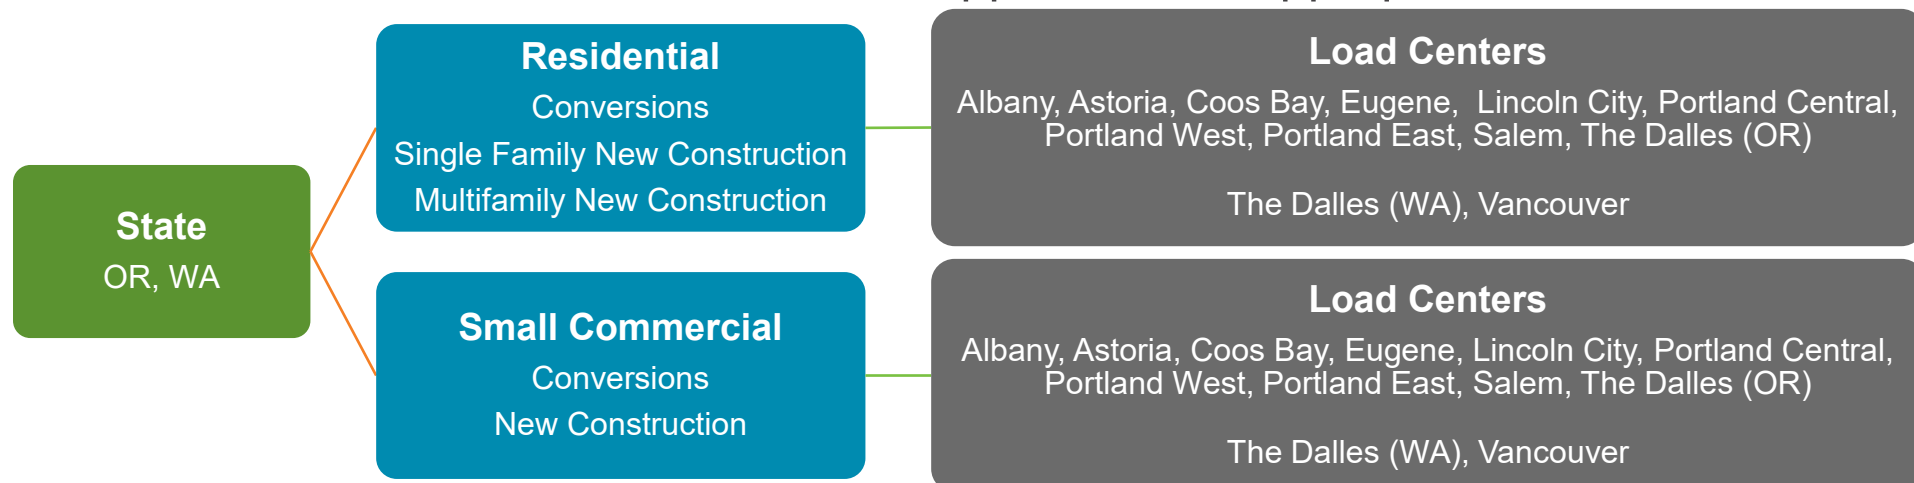 State
OR, WA
Residential
Conversions
Single Family New Construction
Multifamily New Construction
Load Centers
Albany, Astoria, Coos Bay, Eugene, Lincoln City, Portland Central,
Portland West, Portland East, Salem, The Dalles (OR)
The Dalles (WA), Vancouver
Small Commercial
Conversions
New Construction
Load Centers
Albany, Astoria, Coos Bay, Eugene, Lincoln City, Portland Central,
Portland West, Portland East, Salem, The Dalles (OR)
The Dalles (WA), Vancouver